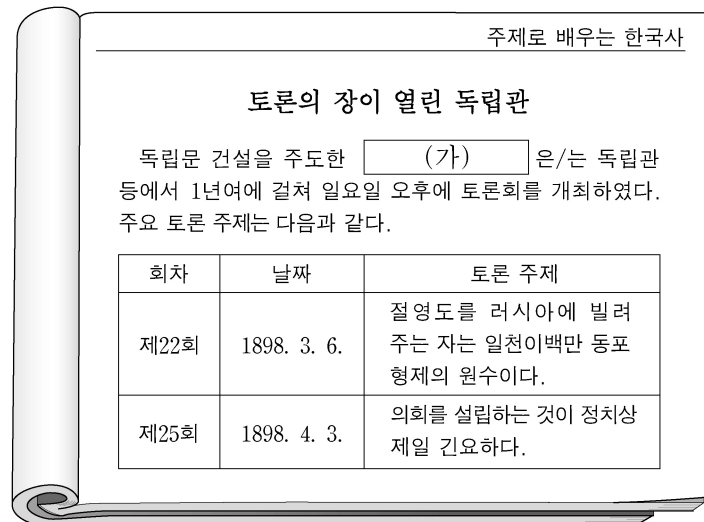 주제로 배우는 한국사
토론의 장이 열린 독립관
독립문 건설을 주도한 (가) 은/는 독립관
등에서 1년여에 걸쳐 일요일 오후에 토론회를 개최하였다.
주요 토론 주제는 다음과 같다.
회차 날짜 토론 주제
제22회 1898. 3. 6. 절영도를 러시아에 빌려
주는 자는 일천이백만 동포
형제의 원수이다.
제25회 1898. 4. 3. 의회를 설립하는 것이 정치상
제일 긴요하다.